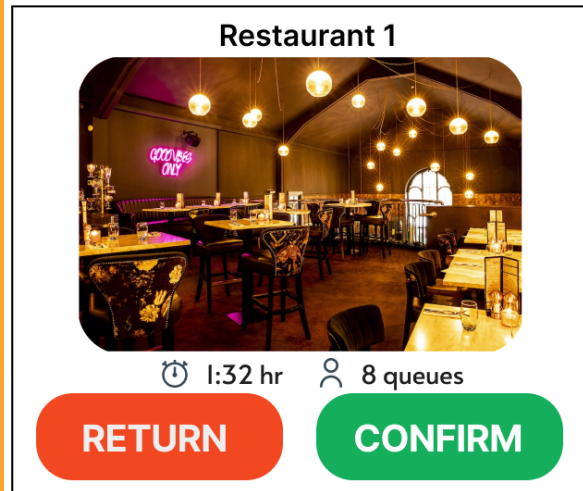 Restaurant 1
GOOD VIBES
ONLY
1:32 hr 8 queues
RETURN CONFIRM